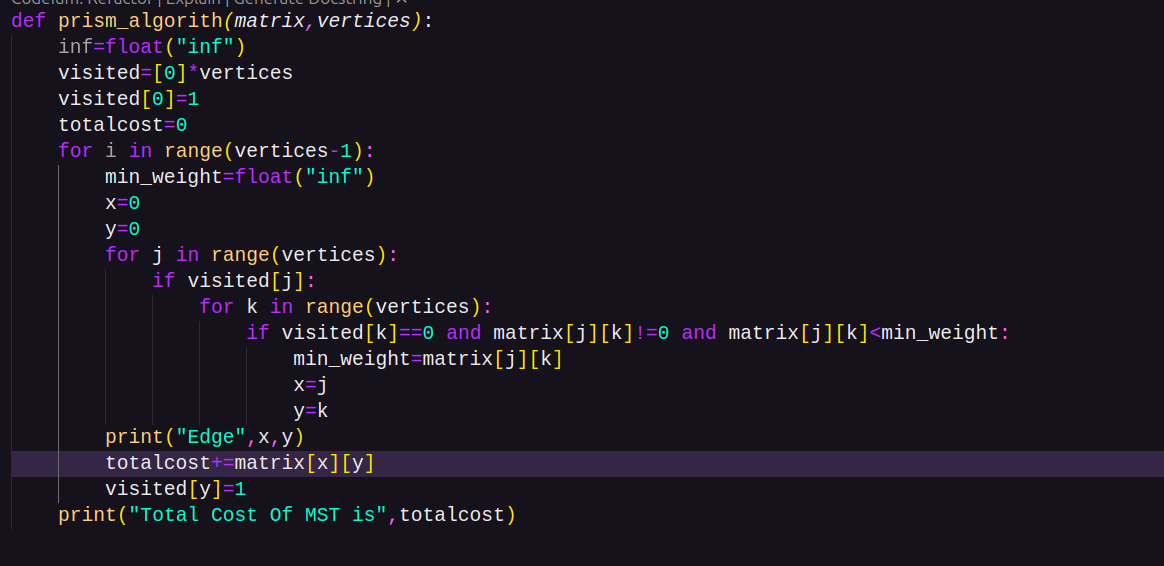 Codeium: Refactor | Explain | Generate Docstring | ×
def prism_algorith(matrix,vertices):
    inf=float("inf")
    visited=[0]*vertices
    visited[0]=1
    totalcost=0
    for i in range(vertices-1):
        min_weight=float("inf")
        x=0
        y=0
        for j in range(vertices):
            if visited[j]:
                for k in range(vertices):
                    if visited[k]==0 and matrix[j][k]!=0 and matrix[j][k]<min_weight:
                        min_weight=matrix[j][k]
                        x=j
                        y=k
        print("Edge",x,y)
        totalcost+=matrix[x][y]
        visited[y]=1
    print("Total Cost Of MST is",totalcost)